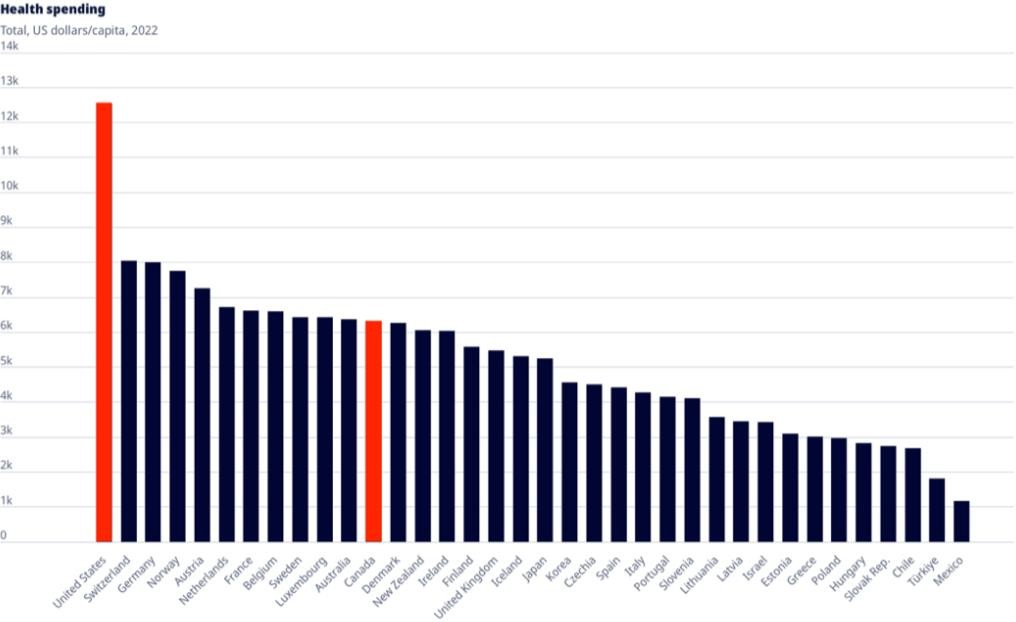 Health spending
Total, US dollars/capita, 2022
14k
13k
12k
11k
10k
9k
8k
7k
6k
5k
4k
3k
2k
1k
0
United States
Switzerland
Germany
Norway
Austria
Netherlands
France
Belgium
Sweden
Luxembourg
Australia
Canada
Denmark
New Zealand
Ireland
Finland
United Kingdom
Iceland
Japan
Korea
Czechia
Spain
Italy
Portugal
Slovenia
Lithuania
Latvia
Israel
Estonia
Greece
Poland
Hungary
Slovak Rep.
Chile
Türkiye
Mexico